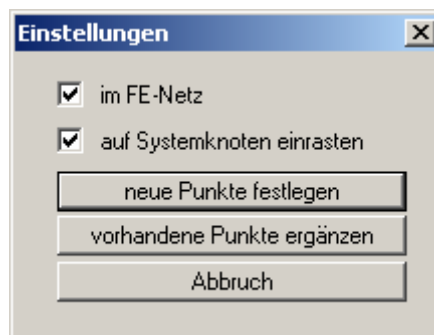 Einstellungen
im FE-Netz
auf Systemknoten einrasten
neue Punkte festlegen
vorhandene Punkte ergänzen
Abbruch